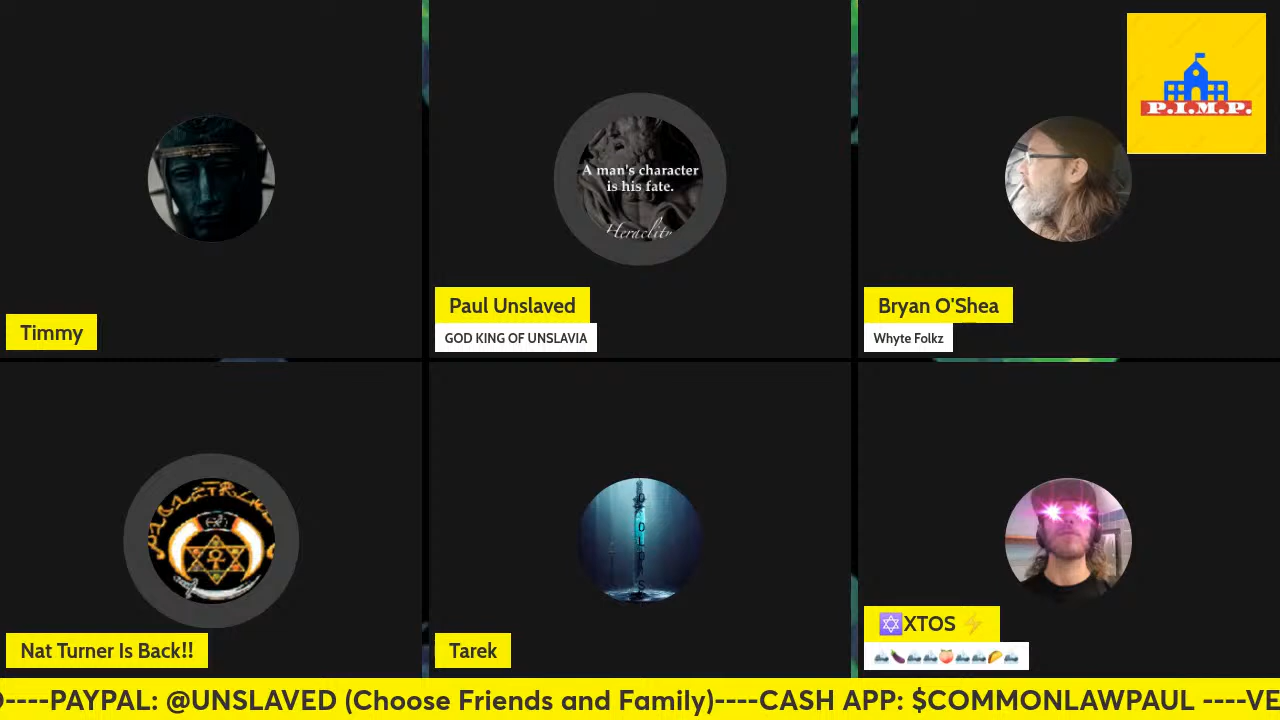 A man's character
is his fate.
P.I.M.P.
Timmy
Paul Unslaved
GOD KING OF UNSLAVIA
Bryan O'Shea
Whyte Folkz
Nat Turner Is Back!!
Tarek
✡️XTOS ⚡
----PAYPAL: @UNSLAVED (Choose Friends and Family)----CASH APP: $COMMONLAWPAUL ----VE